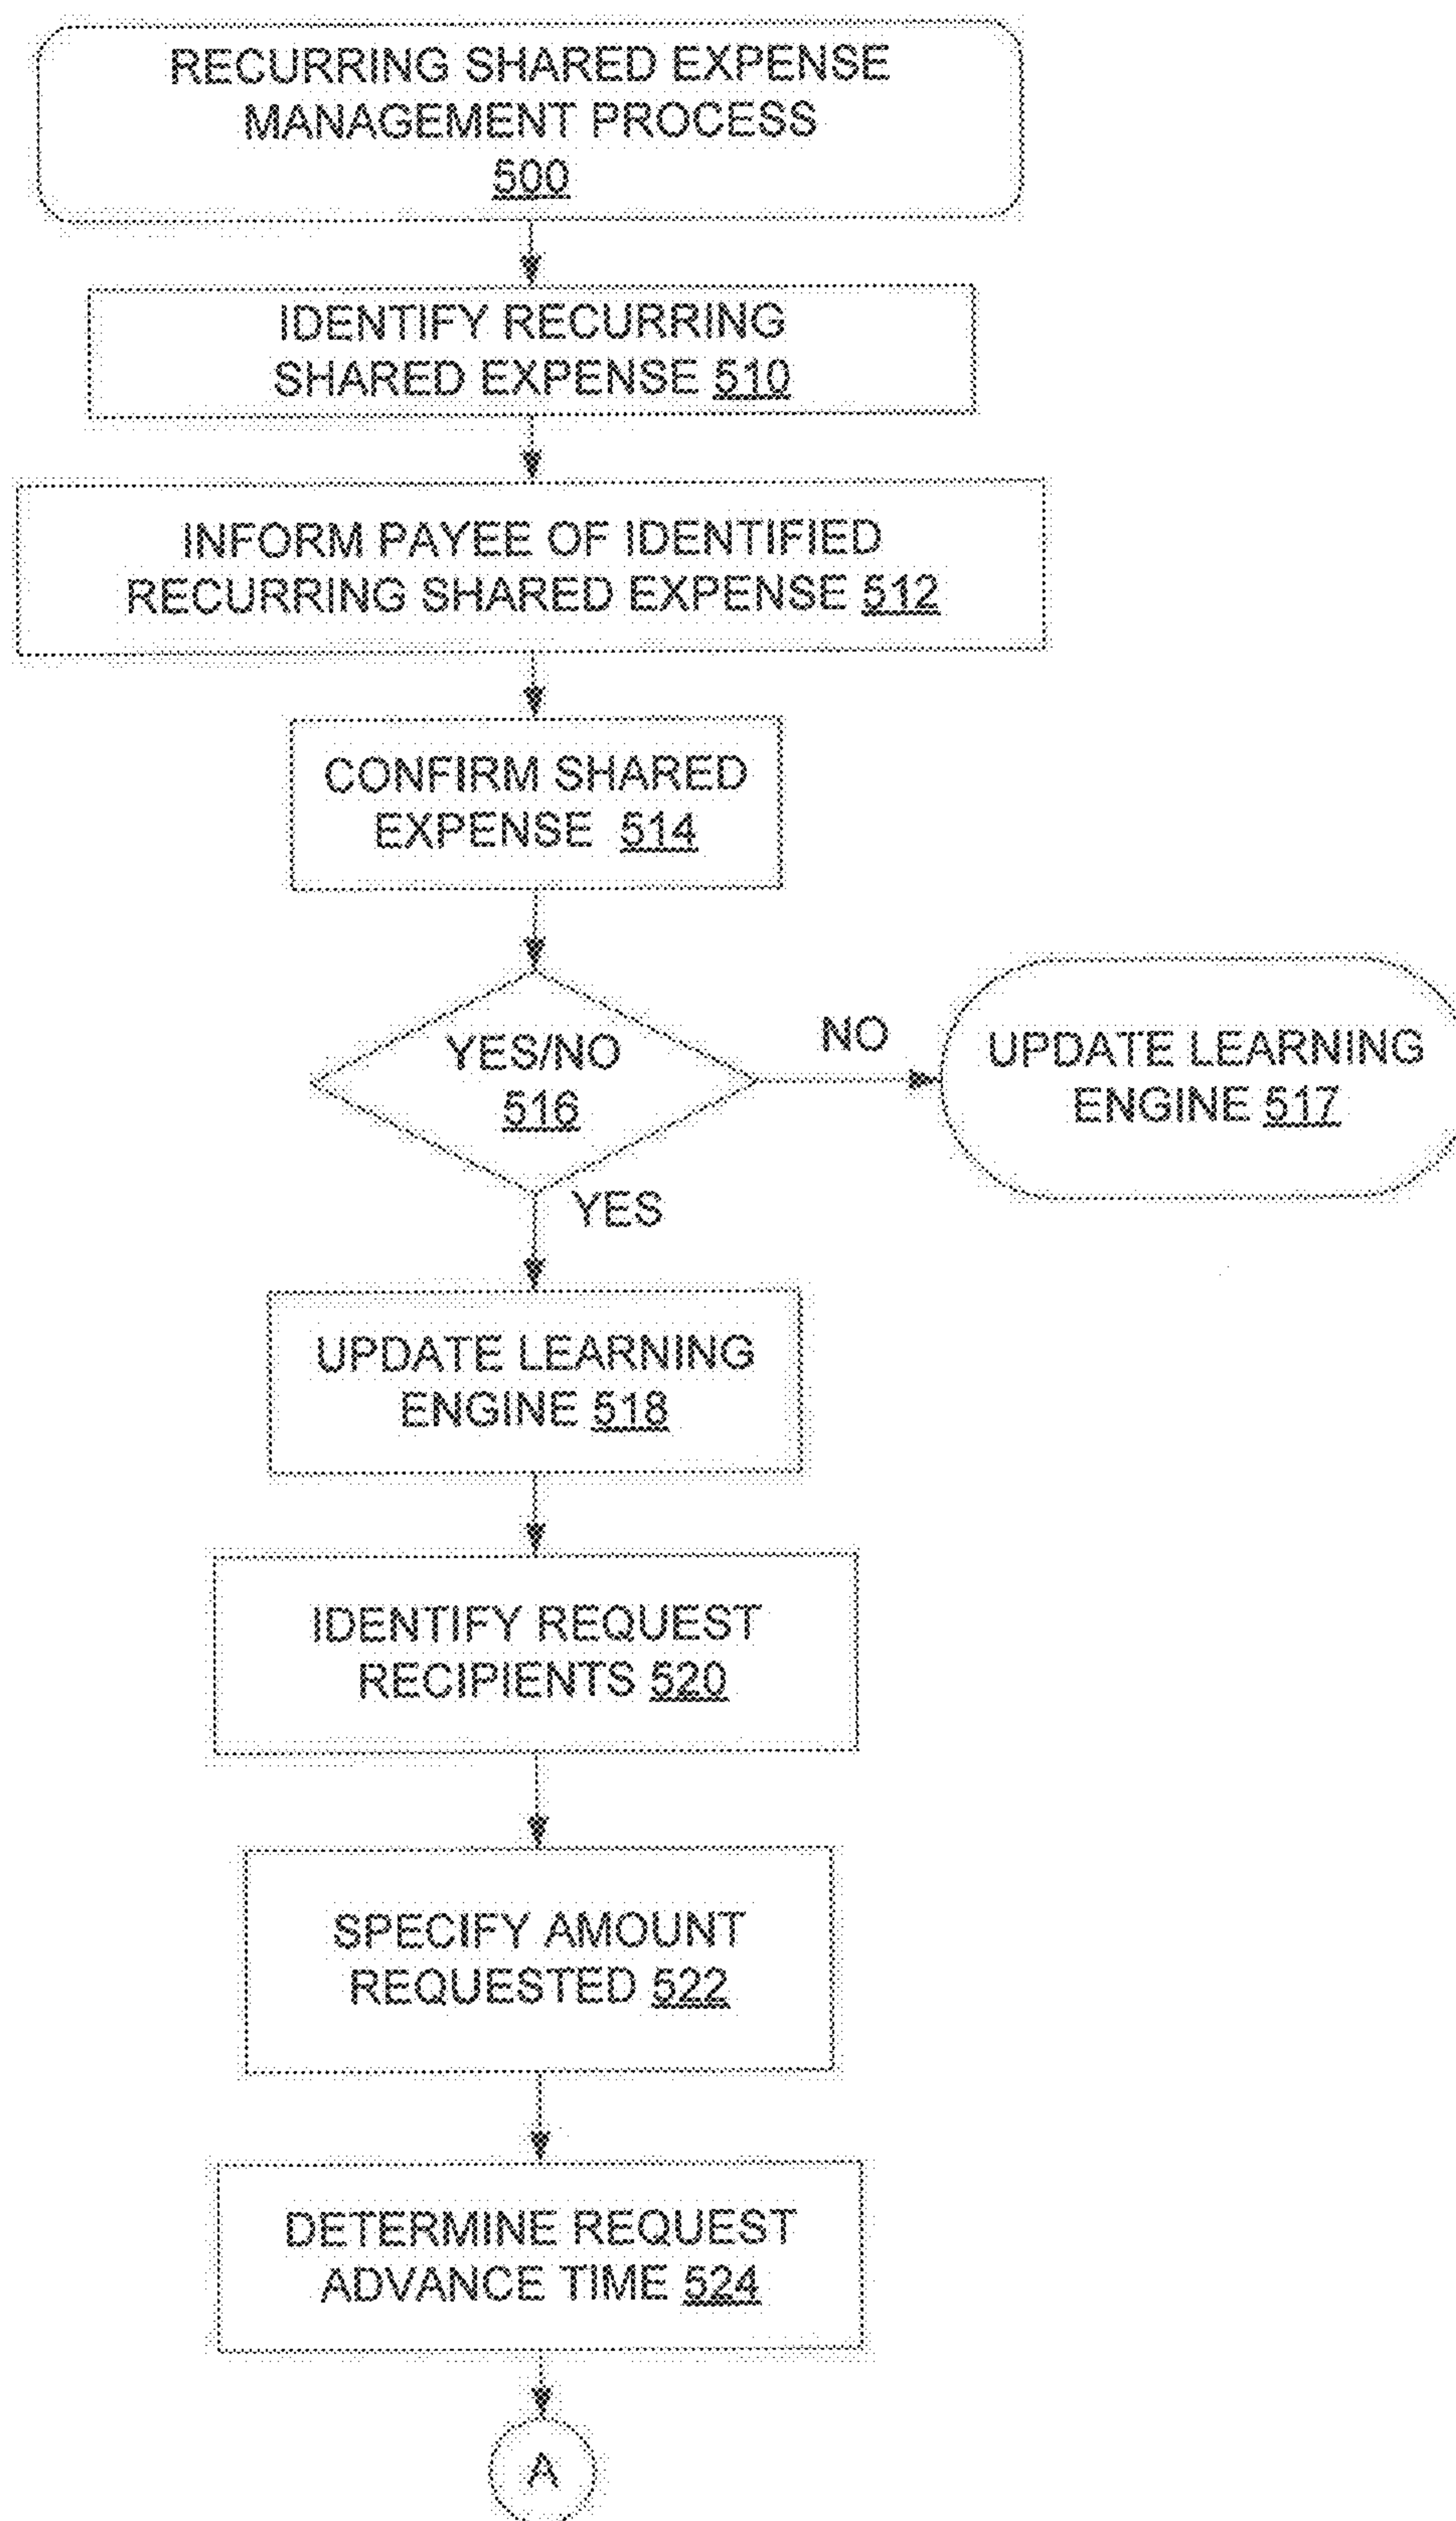 RECURRING SHARED EXPENSE
MANAGEMENT PROCESS
500
IDENTIFY RECURRING
SHARED EXPENSE 510
INFORM PAYEE OF IDENTIFIED
RECURRING SHARED EXPENSE 512
CONFIRM SHARED
EXPENSE 514
YES/NO
516
NO
UPDATE LEARNING
ENGINE 517
YES
UPDATE LEARNING
ENGINE 518
IDENTIFY REQUEST
RECIPIENTS 520
SPECIFY AMOUNT
REQUESTED 522
DETERMINE REQUEST
ADVANCE TIME 524
A